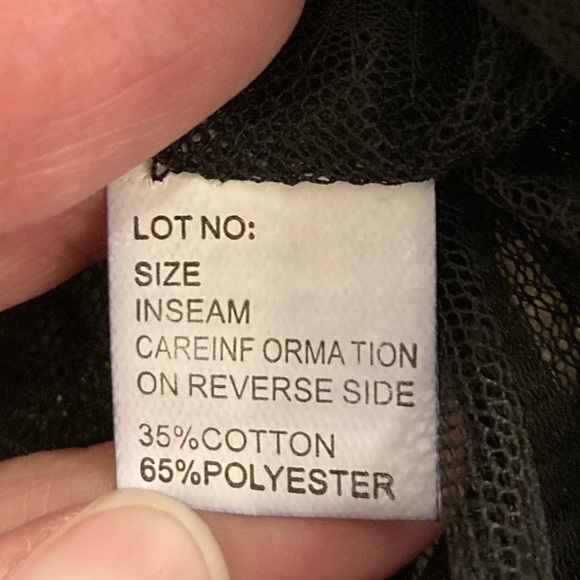 LOT NO:
SIZE
INSEAM
CAREINF ORMA TION
ON REVERSE SIDE
35%COTTON
65%POLYESTER